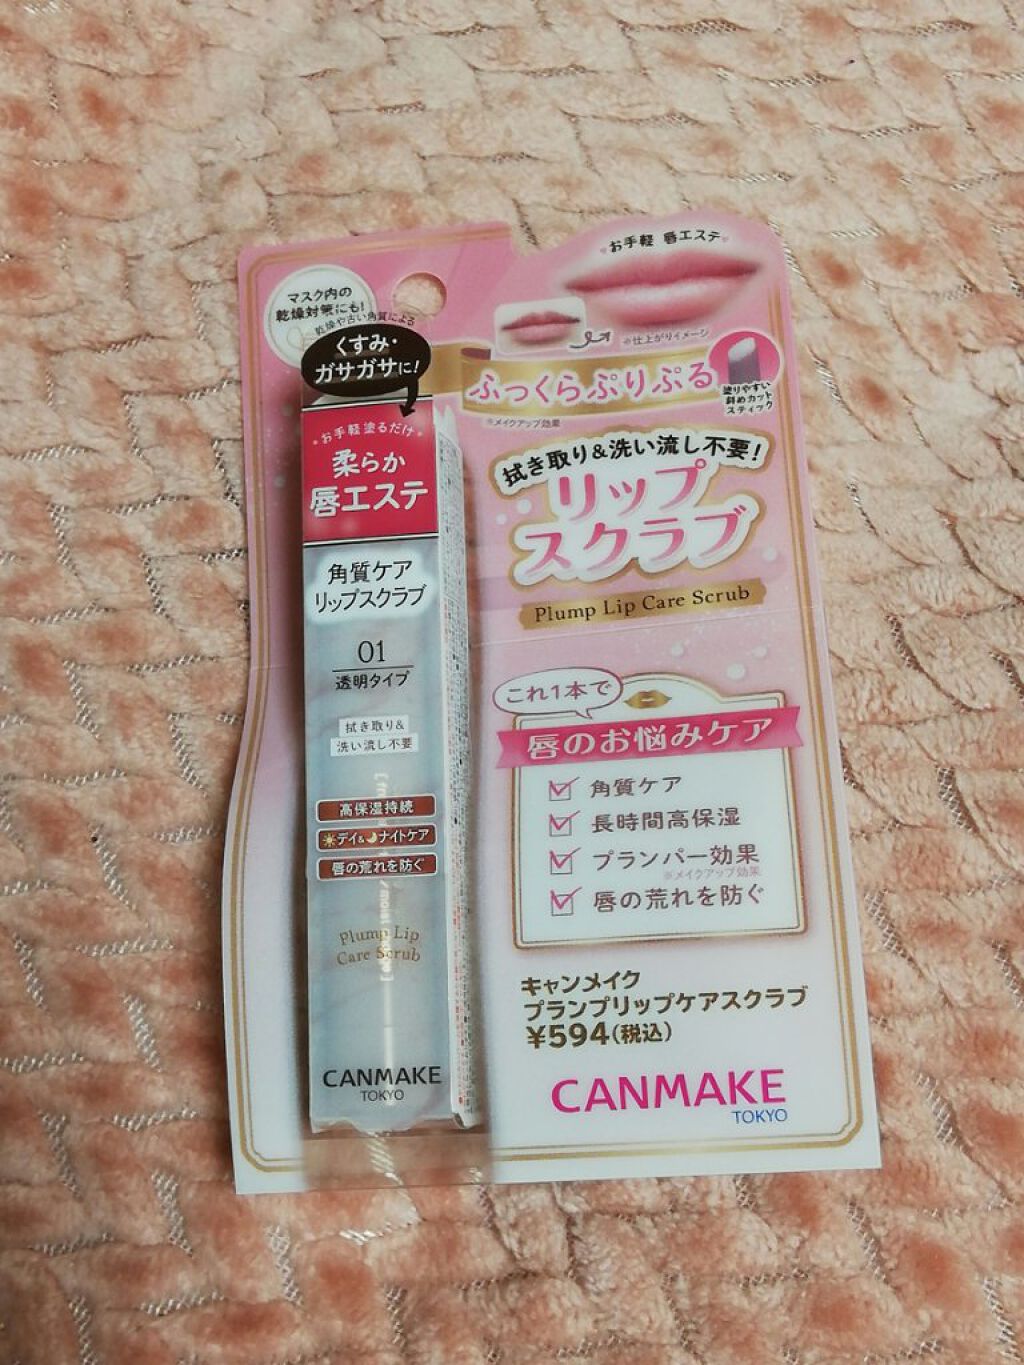 お手軽 唇エステ
マスク内の
乾燥対策にも!
乾燥や古い角質による
くすみ・
ガサガサに!
※仕上がりイメージ
ふっくらぷりぷる
※メイクアップ効果
塗りやすい
斜めカット
スティック
お手軽塗るだけ
柔らか
唇エステ
拭き取り&洗い流し不要!
リップ
スクラブ
Plump Lip Care Scrub
角質ケア
リップスクラブ
01
透明タイプ
拭き取り&
洗い流し不要
高保湿持続
デイ&ナイトケア
唇の荒れを防ぐ
Plump Lip
Care Scrub
CANMAKE
TOKYO
これ1本で
唇のお悩みケア
角質ケア
長時間高保湿
プランパー効果
※メイクアップ効果
唇の荒れを防ぐ
キャンメイク
プランプリップケアスクラブ
¥594(税込)
CANMAKE
TOKYO